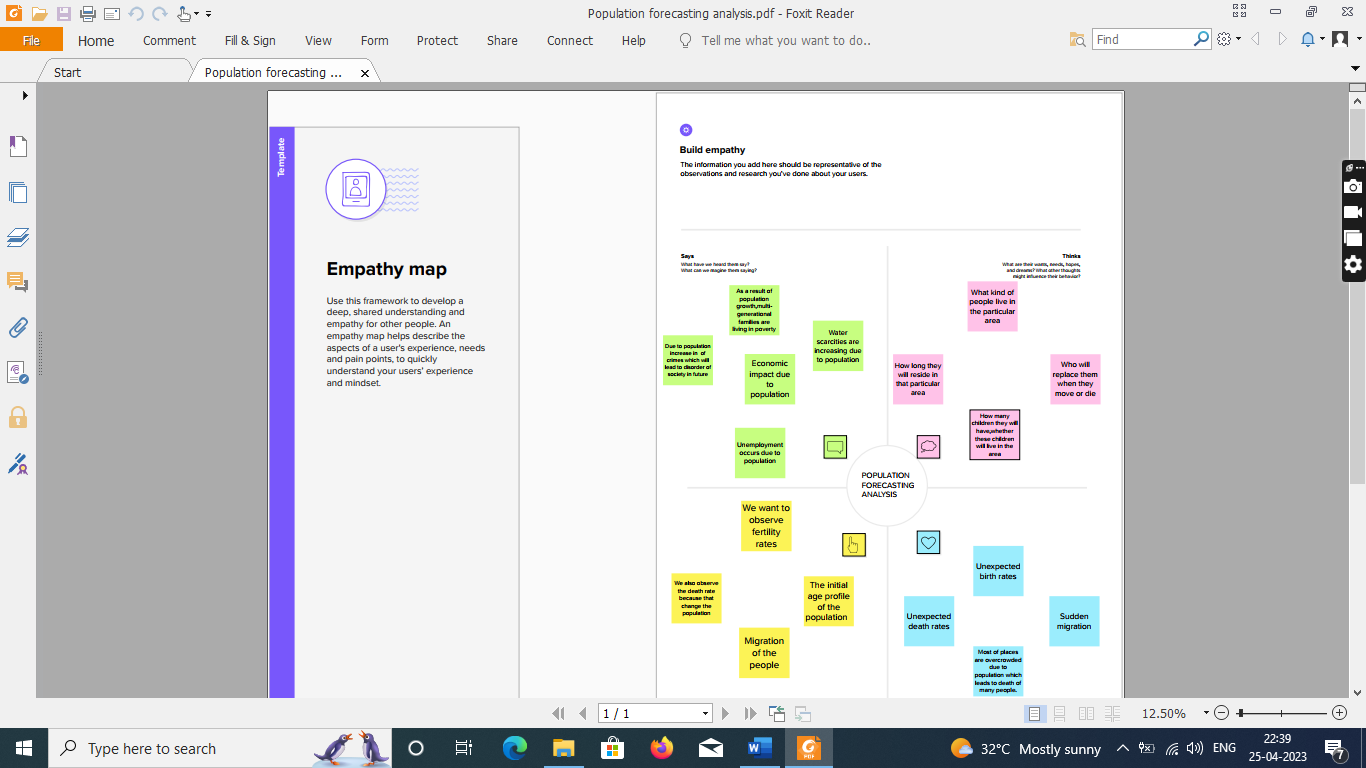 Population forecasting analysis.pdf - Foxit Reader
File
Home
Comment
Fill & Sign
View
Form
Protect
Share
Connect
Help
Tell me what you want to do..
Find
Start
Population forecasting ...
Template
Empathy map
Use this framework to develop a
deep, shared understanding and
empathy for other people. An
empathy map helps describe the
aspects of a user's experience, needs
and pain points, to quickly
understand your users' experience
and mindset.
Build empathy
The information you add here should be representative of the
observations and research you've done about your users.
Says
What have we heard them say?
What can we magine them saying?
Thinks
What are their wants, needs, hopes,
and dreams? What other thoughts
might influence their behavior?
As a result of
population
growth,multi-
generational
families are
living in poverty
Water
scarcities are
increasing due
to population
Due to population
increase in of
crimes which will
lead to disorder of
society in future
Economic
impact due
to
population
Unemployment
occurs due to
population
What kind of
people live in
the particular
area
How long they
will reside in
that particular
area
Who will
replace them
when they
move or die
How many
children they will
have,whether
these children
will live in the
area
POPULATION
FORECASTING
ANALYSIS
We want to
observe
fertility
rates
We also observe
the death rate
because that
change the
population
The initial
age profile
of the
population
Migration
of the
people
Unexpected
birth rates
Unexpected
death rates
Sudden
migration
Most of places
are overcrowded
due to
population which
leads to death of
many people.
1 / 1
12.50%
Type here to search
32°C Mostly sunny
ENG
22:39
25-04-2023
7